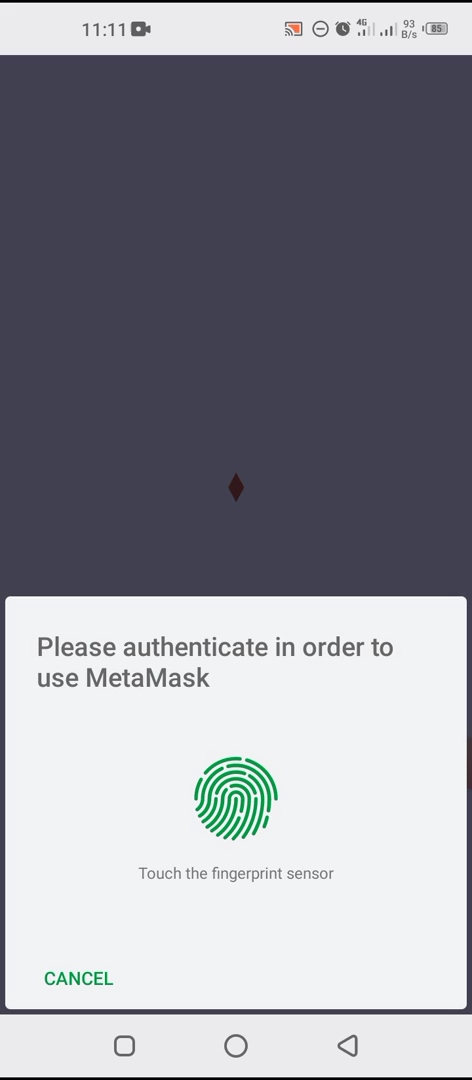 11:11
4G
93
B/s
85
Please authenticate in order to
use MetaMask
Touch the fingerprint sensor
CANCEL